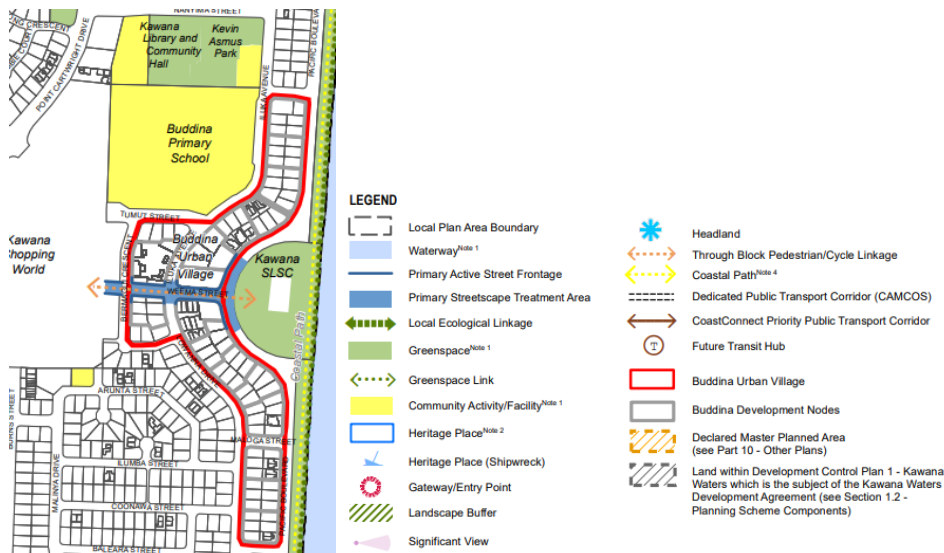 NANYIMA STREET
PACIFIC BOULEVARD
POINT CARTWRIGHT DRIVE
Kawana
Library and
Community
Hall
Kevin
Asmus
Park
ILUKA AVENUE
Buddina
Primary
School
TUMUT STREET
Kawana
Shopping
World
Buddina
Urban
Village
Kawana
SLSC
WEEMA STREET
Coastal Path
ARUNTA STREET
MALOGA STREET
ILUMBA STREET
MALINYA DRIVE
COONAWA STREET
PACIFIC BOULEVARD
BALEARA STREET
LEGEND
Local Plan Area Boundary
Waterway Note 1
Primary Active Street Frontage
Primary Streetscape Treatment Area
Local Ecological Linkage
Greenspace Note 1
Greenspace Link
Community Activity/Facility Note 1
Heritage Place Note 2
Heritage Place (Shipwreck)
Gateway/Entry Point
Landscape Buffer
Significant View
Headland
Through Block Pedestrian/Cycle Linkage
Coastal Path Note 4
Dedicated Public Transport Corridor (CAMCOS)
CoastConnect Priority Public Transport Corridor
T
Future Transit Hub
Buddina Urban Village
Buddina Development Nodes
Declared Master Planned Area
(see Part 10 - Other Plans)
Land within Development Control Plan 1 - Kawana
Waters which is the subject of the Kawana Waters
Development Agreement (see Section 1.2 -
Planning Scheme Components)